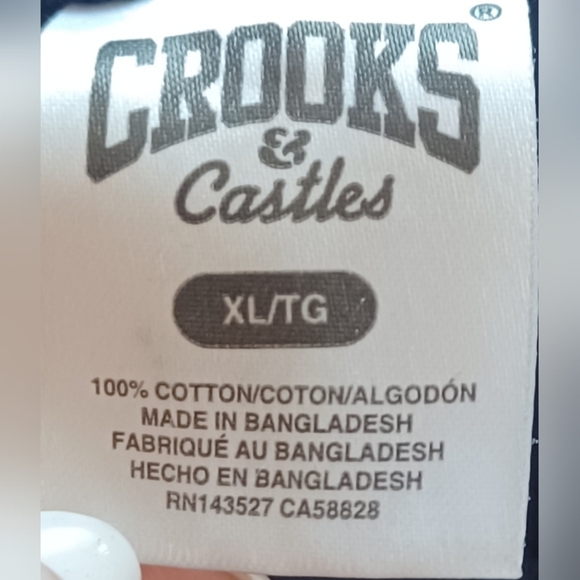 CROOKS®
&
Castles
XL/TG
100% COTTON/COTON/ALGODÓN
MADE IN BANGLADESH
FABRIQUÉ AU BANGLADESH
HECHO EN BANGLADESH
RN143527 CA58828